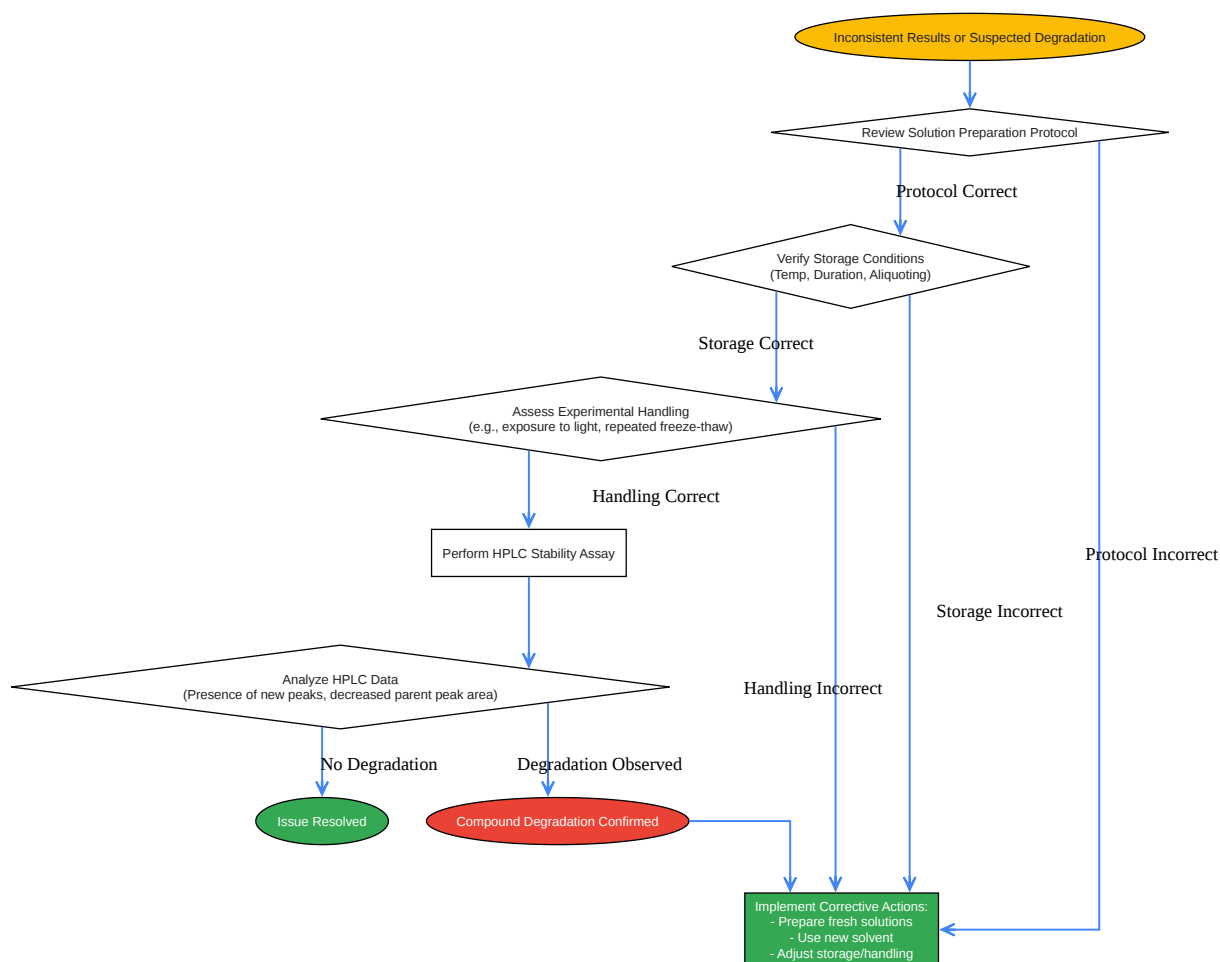 Inconsistent Results or Suspected Degradation
Review Solution Preparation Protocol
Protocol Correct
Verify Storage Conditions
(Temp, Duration, Aliquoting)
Storage Correct
Assess Experimental Handling
(e.g., exposure to light, repeated freeze-thaw)
Handling Correct
Perform HPLC Stability Assay
Protocol Incorrect
Storage Incorrect
Analyze HPLC Data
(Presence of new peaks, decreased parent peak area)
Handling Incorrect
No Degradation
Degradation Observed
Issue Resolved
Compound Degradation Confirmed
Implement Corrective Actions:
- Prepare fresh solutions
- Use new solvent
- Adjust storage/handling